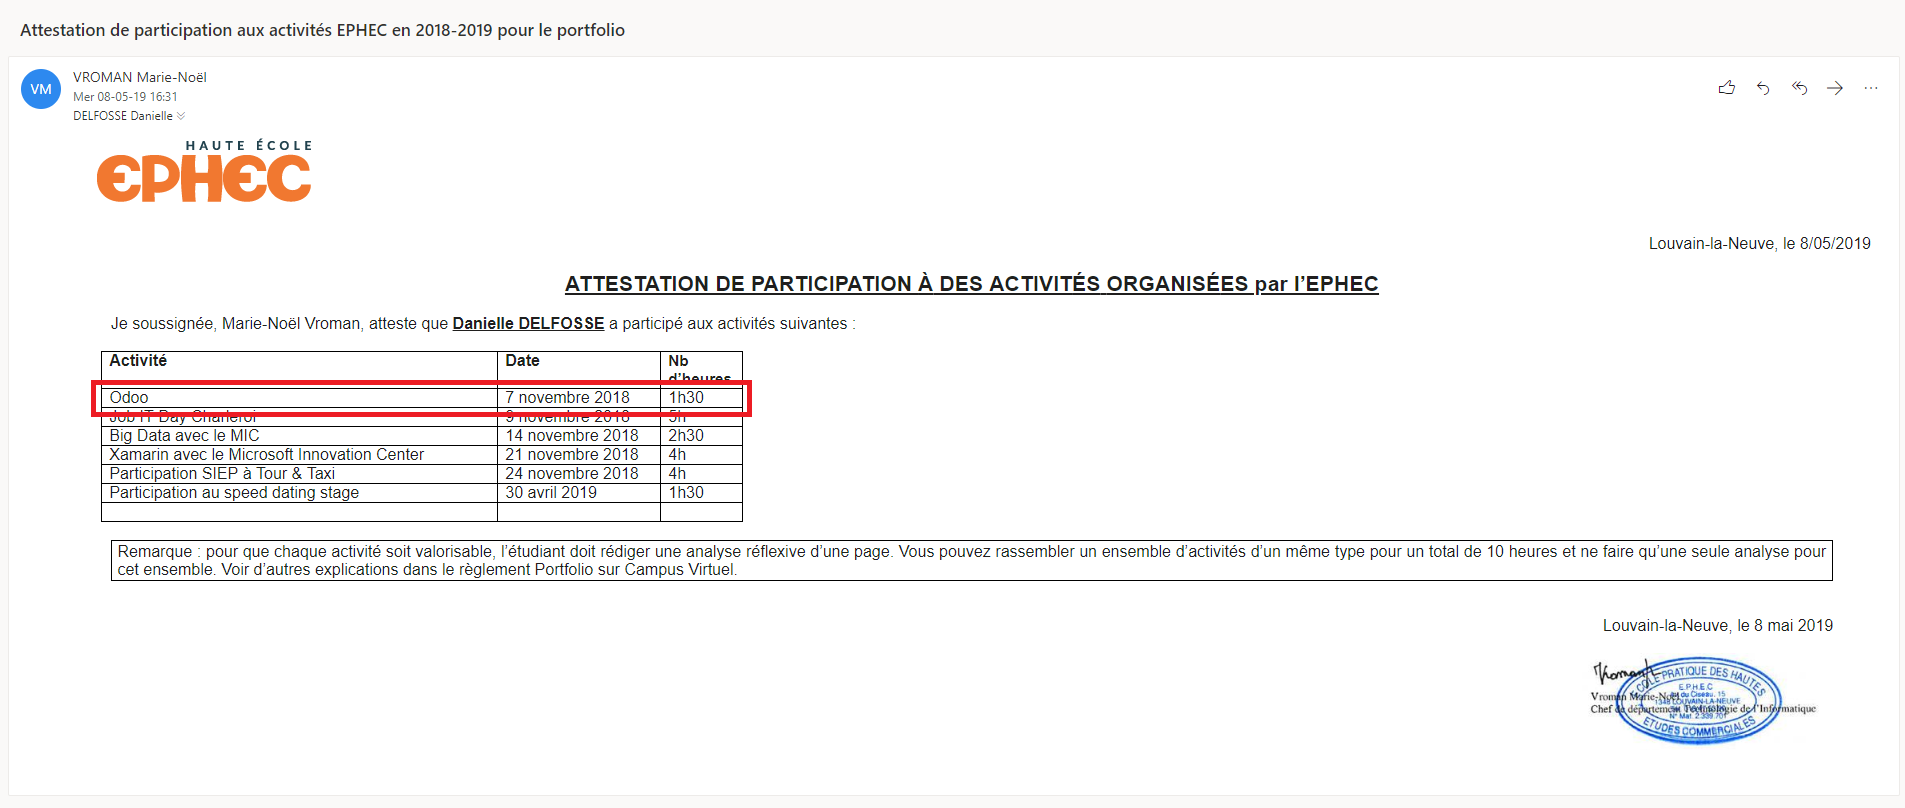 Attestation de participation aux activités EPHEC en 2018-2019 pour le portfolio
VM
VROMAN Marie-Noël
Mer 08-05-19 16:31
DELFOSSE Danielle
HAUTE ÉCOLE
EPHEC
Louvain-la-Neuve, le 8/05/2019
ATTESTATION DE PARTICIPATION À DES ACTIVITÉS ORGANISÉES par l'EPHEC
Je soussignée, Marie-Noël Vroman, atteste que Danielle DELFOSSE a participé aux activités suivantes :
Activité Date Nb d'heures
Odoo 7 novembre 2018 1h30
Job IT Day Charleroi 9 novembre 2018 5h
Big Data avec le MIC 14 novembre 2018 2h30
Xamarin avec le Microsoft Innovation Center 21 novembre 2018 4h
Participation SIEP à Tour & Taxi 24 novembre 2018 4h
Participation au speed dating stage 30 avril 2019 1h30
Remarque : pour que chaque activité soit valorisable, l'étudiant doit rédiger une analyse réflexive d'une page. Vous pouvez rassembler un ensemble d'activités d'un même type pour un total de 10 heures et ne faire qu'une seule analyse pour
cet ensemble. Voir d'autres explications dans le règlement Portfolio sur Campus Virtuel.
Louvain-la-Neuve, le 8 mai 2019
Vroman
ECOLE PRATIQUE DES HAUTES
E.P.H.E.C
du Ciseau, 15
1348 LOUVAIN-LA-NEUVE
N° Mat. 2.339.701
ETUDES COMMERCIALES
Vroman Marie-Noël
Chef de département Technologie de l'Informatique